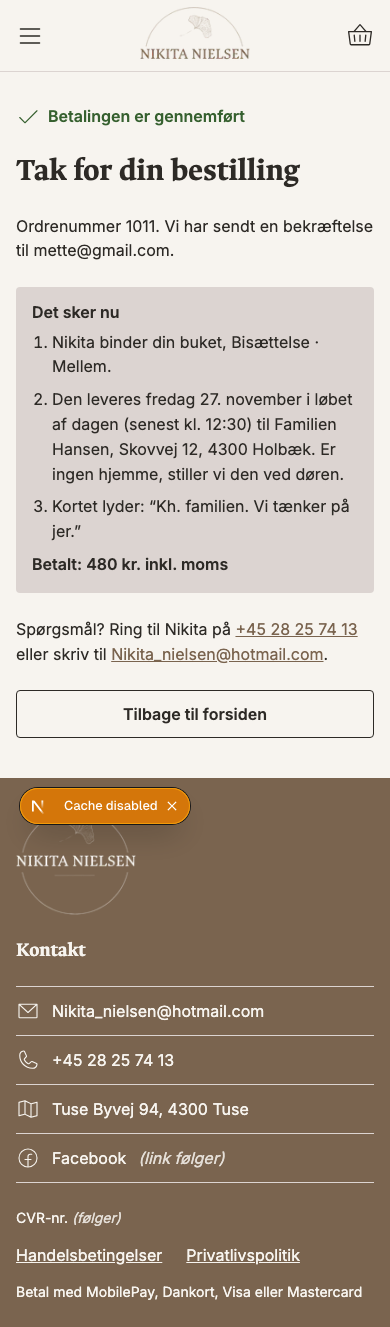 NIKITA NIELSEN
Betalingen er gennemført
Tak for din bestilling
Ordrenummer 1011. Vi har sendt en bekræftelse
til mette@gmail.com.
Det sker nu
1. Nikita binder din buket, Bisættelse ·
Mellem.
2. Den leveres fredag 27. november i løbet
af dagen (senest kl. 12:30) til Familien
Hansen, Skovvej 12, 4300 Holbæk. Er
ingen hjemme, stiller vi den ved døren.
3. Kortet lyder: “Kh. familien. Vi tænker på
jer.”
Betalt: 480 kr. inkl. moms
Spørgsmål? Ring til Nikita på +45 28 25 74 13
eller skriv til Nikita_nielsen@hotmail.com.
Tilbage til forsiden
N Cache disabled
NIKITA NIELSEN
Kontakt
Nikita_nielsen@hotmail.com
+45 28 25 74 13
Tuse Byvej 94, 4300 Tuse
Facebook (link følger)
CVR-nr. (følger)
Handelsbetingelser Privatlivspolitik
Betal med MobilePay, Dankort, Visa eller Mastercard